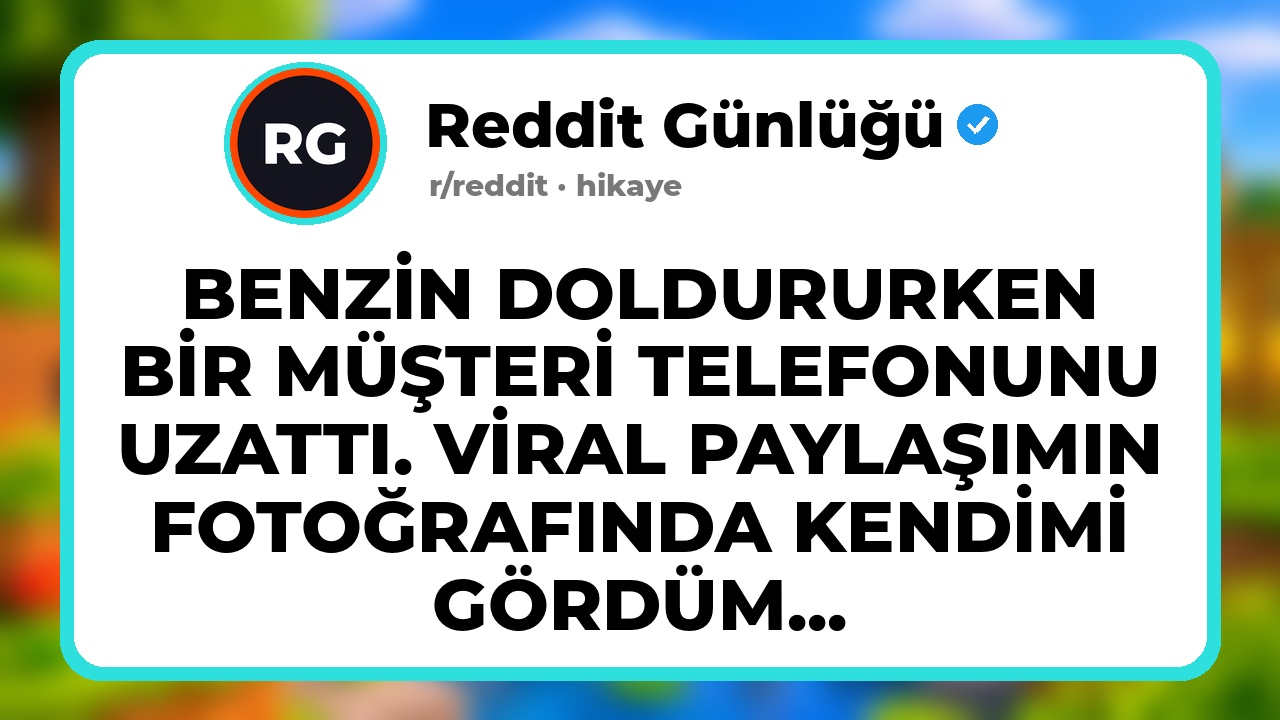 RG
Reddit Günlüğü
r/reddit • hikaye
BENZİN DOLDURURKEN
BİR MÜŞTERİ TELEFONUNU
UZATTI. VİRAL PAYLAŞIMIN
FOTOĞRAFINDA KENDİMİ
GÖRDÜM...